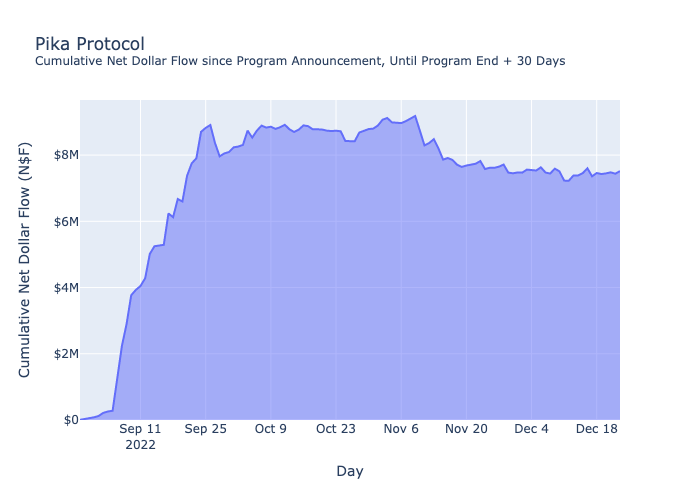 Pika Protocol
Cumulative Net Dollar Flow since Program Announcement, Until Program End + 30 Days
Cumulative Net Dollar Flow (N$F)
$8M
$6M
$4M
$2M
$0
Sep 11 Sep 25 Oct 9 Oct 23 Nov 6 Nov 20 Dec 4 Dec 18
2022
Day